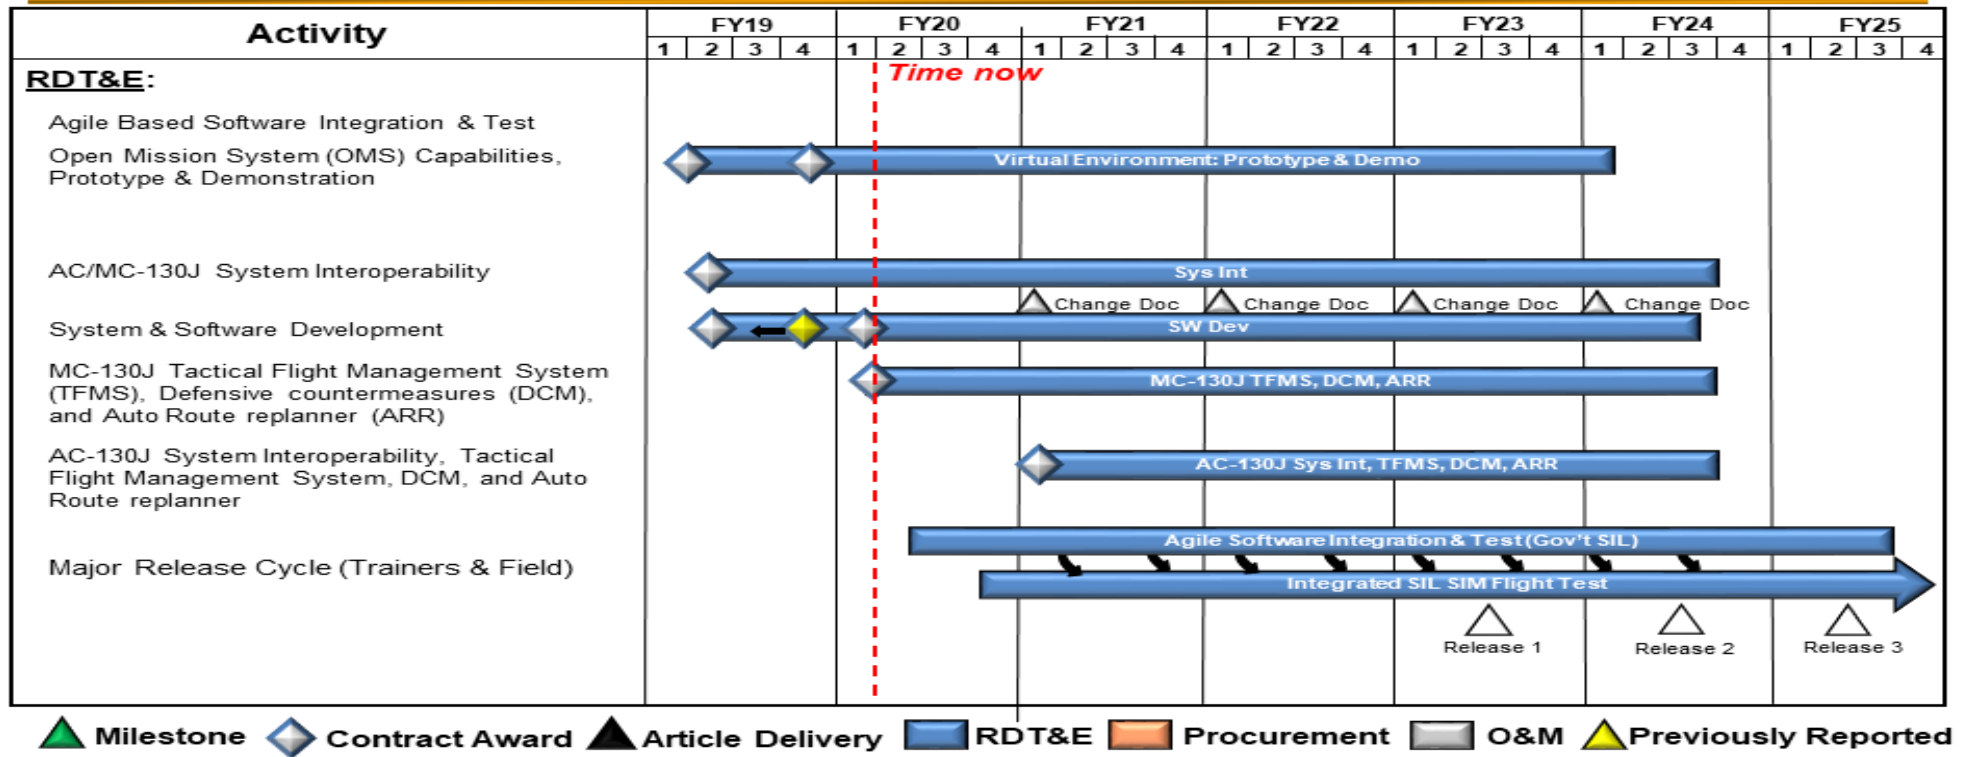 Activity
FY19 FY20 FY21 FY22 FY23 FY24 FY25
1 2 3 4 1 2 3 4 1 2 3 4 1 2 3 4 1 2 3 4 1 2 3 4 1 2 3 4
RDT&E:
Time now
Agile Based Software Integration & Test
Open Mission System (OMS) Capabilities,
Prototype & Demonstration
Virtual Environment: Prototype & Demo
AC/MC-130J System Interoperability
Sys Int
Change Doc Change Doc Change Doc Change Doc
System & Software Development
SW Dev
MC-130J Tactical Flight Management System
(TFMS), Defensive countermeasures (DCM),
and Auto Route replanner (ARR)
MC-130J TFMS, DCM, ARR
AC-130J System Interoperability, Tactical
Flight Management System, DCM, and Auto
Route replanner
AC-130J Sys Int, TFMS, DCM, ARR
Agile Software Integration & Test (Gov't SIL)
Major Release Cycle (Trainers & Field)
Integrated SIL SIM Flight Test
Release 1 Release 2 Release 3
Milestone Contract Award Article Delivery RDT&E Procurement O&M Previously Reported